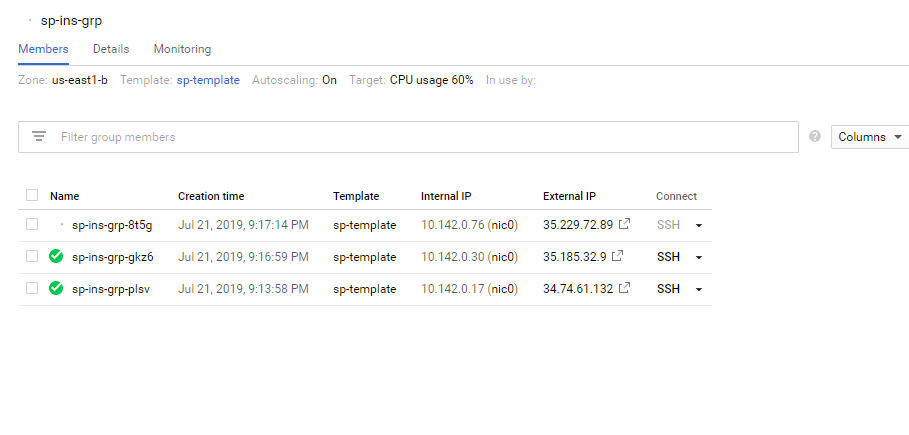 sp-ins-grp
Members Details Monitoring
Zone: us-east1-b Template: sp-template Autoscaling: On Target: CPU usage 60% In use by:
Filter group members ? Columns
Name Creation time Template Internal IP External IP Connect
sp-ins-grp-8t5g Jul 21, 2019, 9:17:14 PM sp-template 10.142.0.76 (nic0) 35.229.72.89 SSH
sp-ins-grp-gkz6 Jul 21, 2019, 9:16:59 PM sp-template 10.142.0.30 (nic0) 35.185.32.9 SSH
sp-ins-grp-plsv Jul 21, 2019, 9:13:58 PM sp-template 10.142.0.17 (nic0) 34.74.61.132 SSH